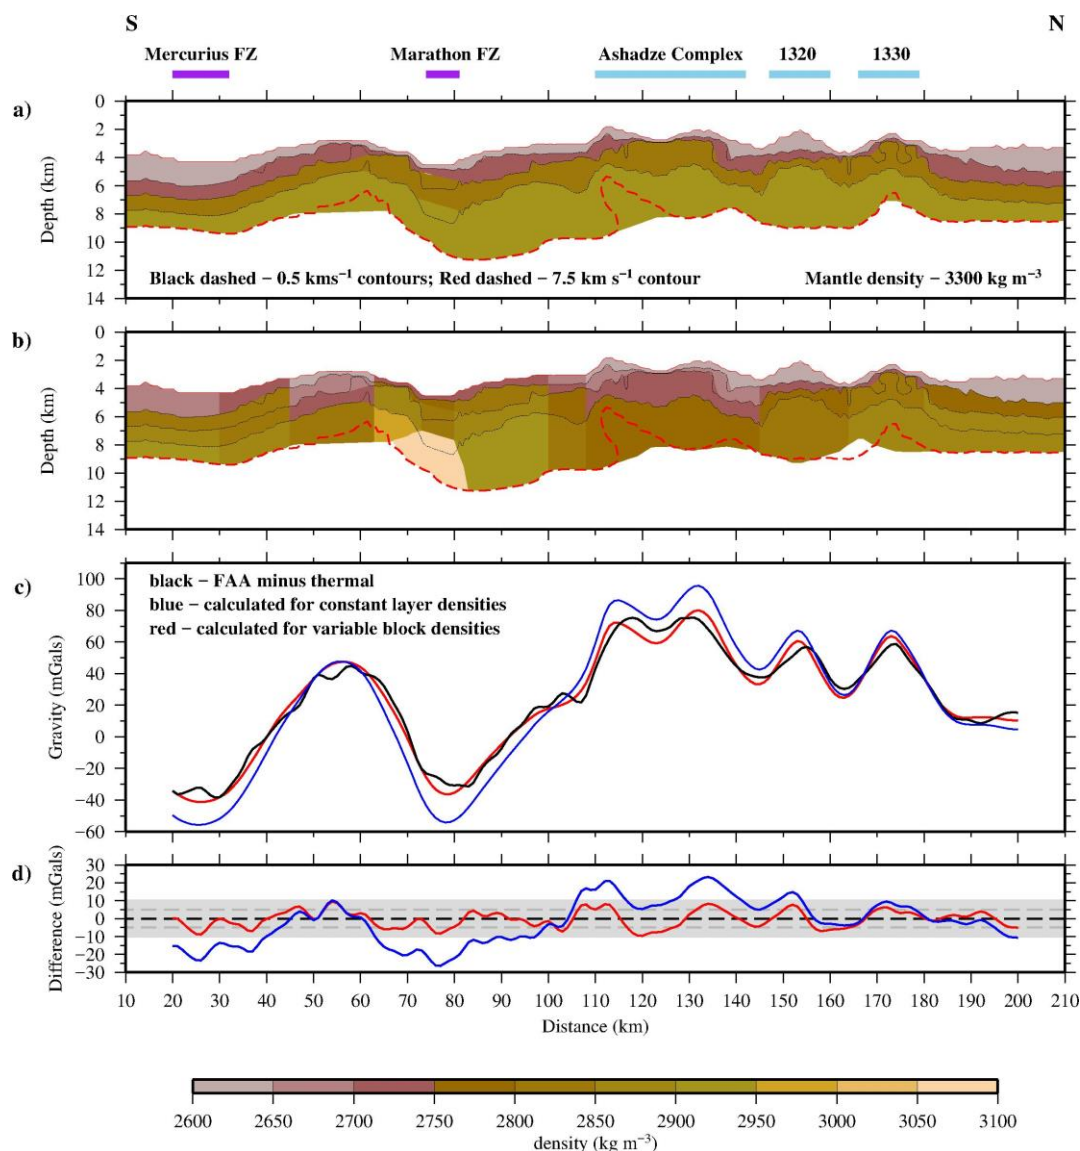 S N
Mercurius FZ Marathon FZ Ashadze Complex 1320 1330
a)
0
2
4
6
8
10
12
14
Depth (km)
Black dashed − 0.5 kms⁻¹ contours; Red dashed − 7.5 km s⁻¹ contour Mantle density − 3300 kg m⁻³
b)
0
2
4
6
8
10
12
14
Depth (km)
c)
black − FAA minus thermal
blue − calculated for constant layer densities
red − calculated for variable block densities
100
80
60
40
20
0
−20
−40
−60
Gravity (mGals)
d)
30
20
10
0
−10
−20
−30
Difference (mGals)
10 20 30 40 50 60 70 80 90 100 110 120 130 140 150 160 170 180 190 200 210
Distance (km)
2600 2650 2700 2750 2800 2850 2900 2950 3000 3050 3100
density (kg m⁻³)